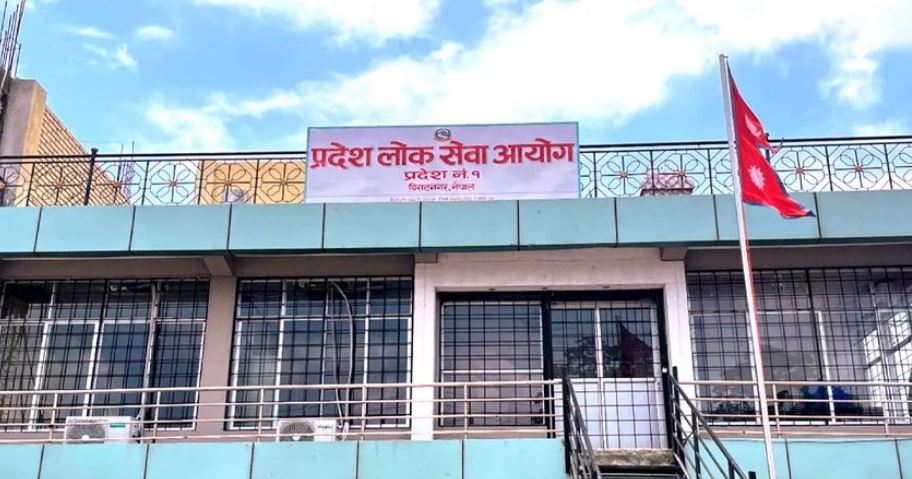 प्रदेश लोक सेवा आयोग
प्रदेश नं. १
विराटनगर, नेपाल